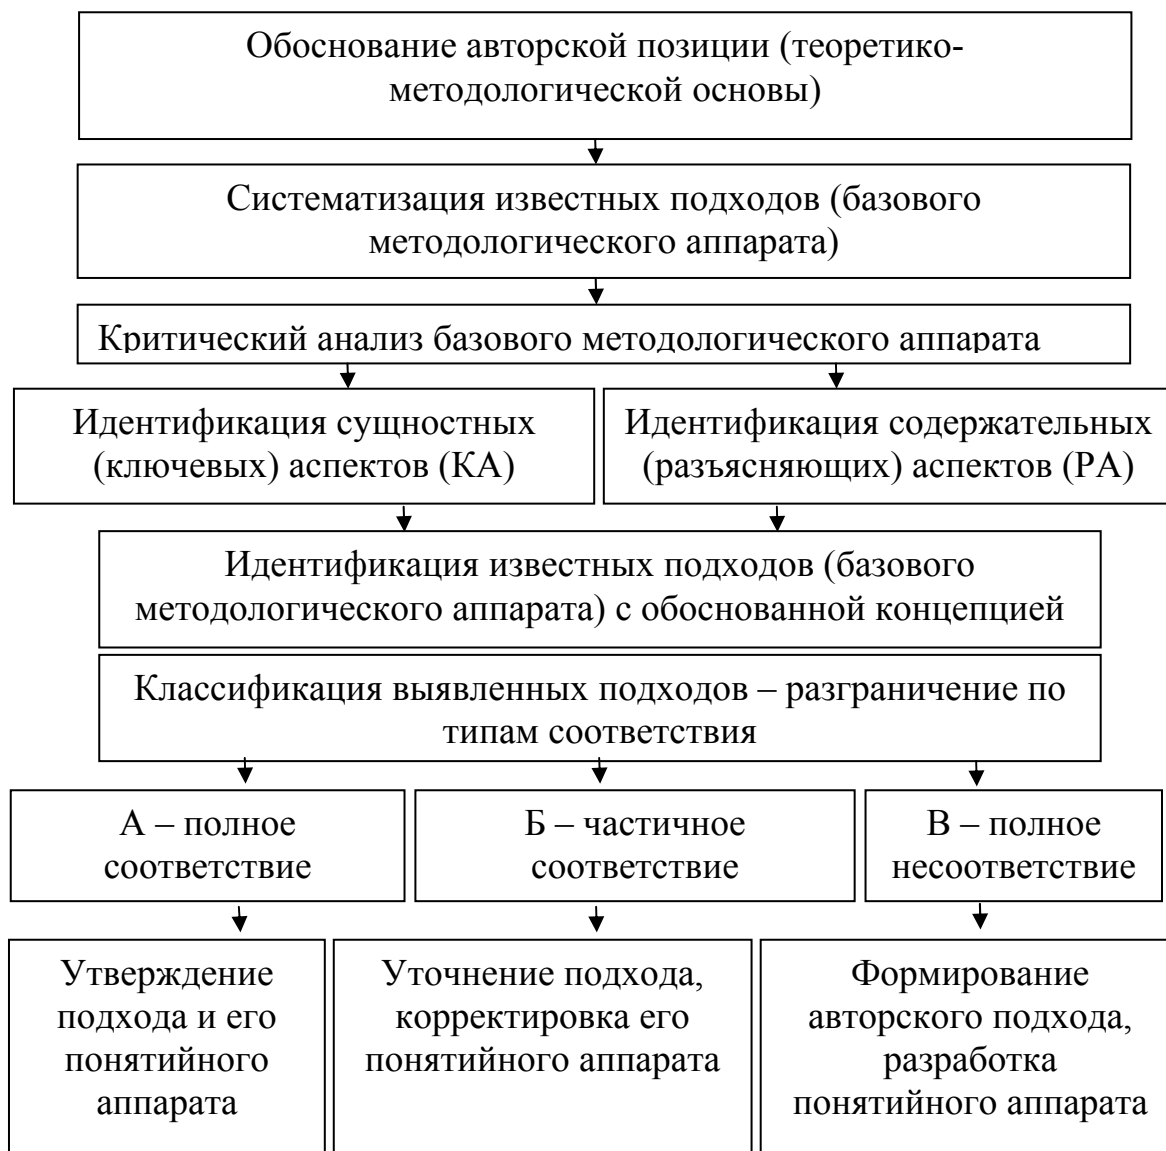 Обоснование авторской позиции (теоретико-
методологической основы)
Систематизация известных подходов (базового
методологического аппарата)
Критический анализ базового методологического аппарата
Идентификация сущностных
(ключевых) аспектов (КА)
Идентификация содержательных
(разъясняющих) аспектов (РА)
Идентификация известных подходов (базового
методологического аппарата) с обоснованной концепцией
Классификация выявленных подходов – разграничение по
типам соответствия
А – полное
соответствие
Б – частичное
соответствие
В – полное
несоответствие
Утверждение
подхода и его
понятийного
аппарата
Уточнение подхода,
корректировка его
понятийного аппарата
Формирование
авторского подхода,
разработка
понятийного аппарата